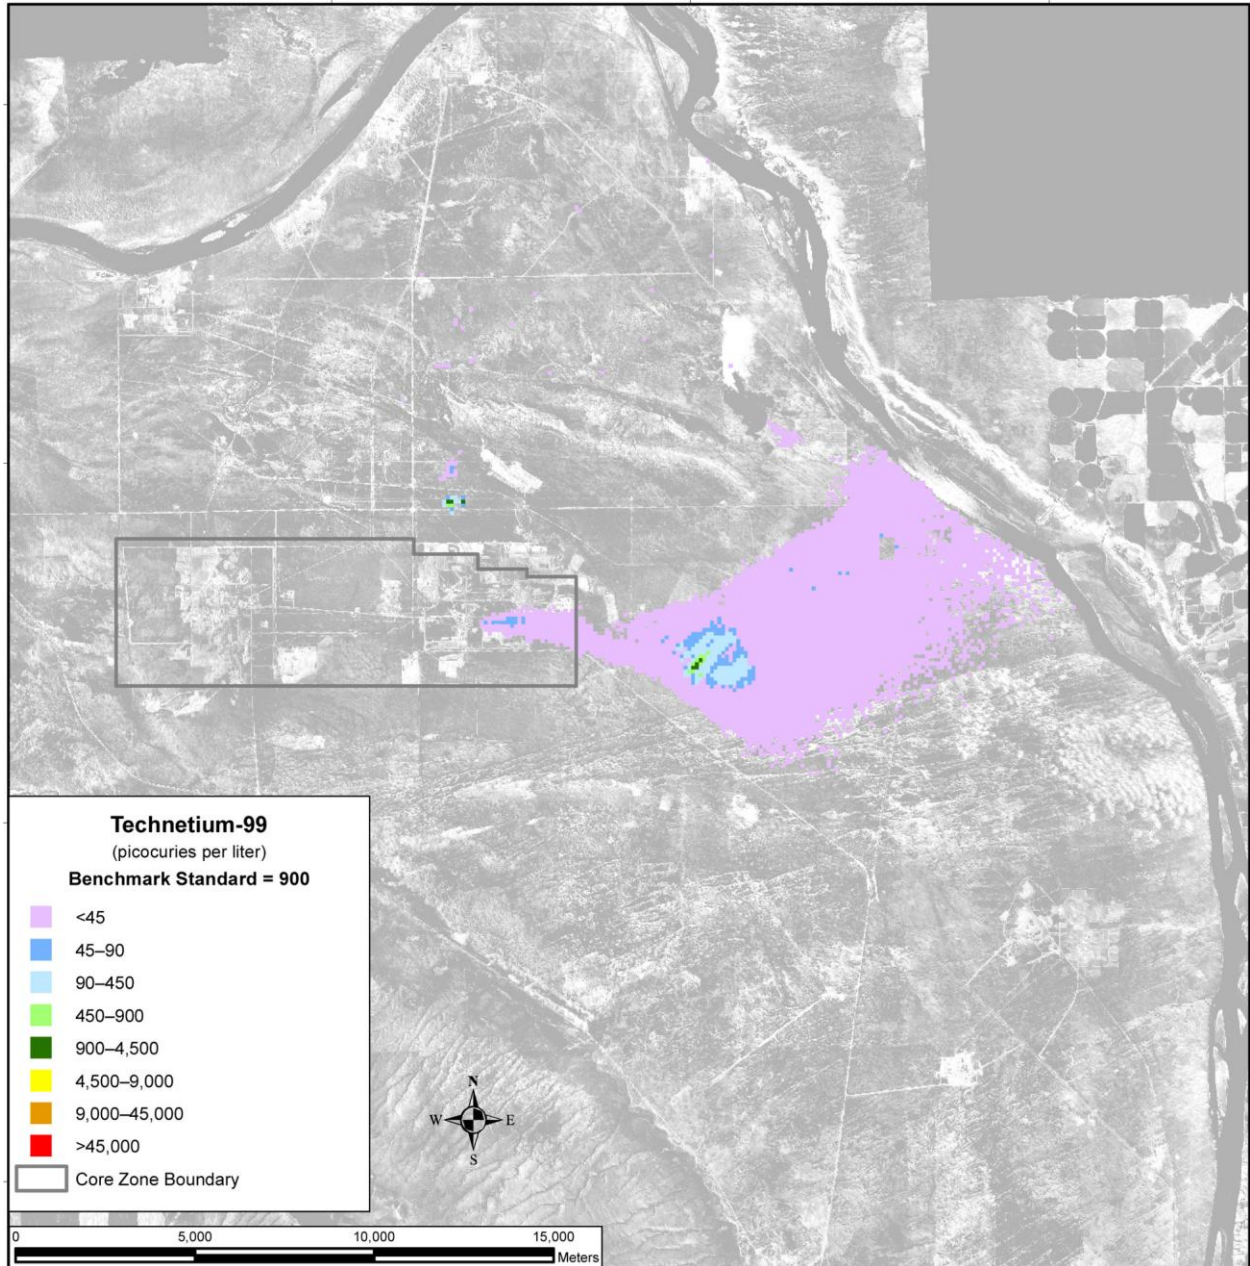 Technetium-99
(picocuries per liter)
Benchmark Standard = 900
<45
45–90
90–450
450–900
900–4,500
4,500–9,000
9,000–45,000
>45,000
Core Zone Boundary
N
W E
S
0 5,000 10,000 15,000
Meters